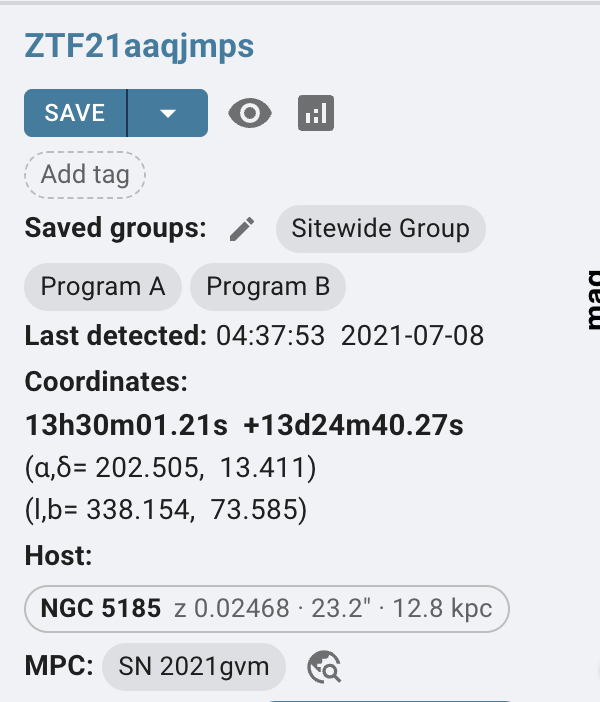 ZTF21aaqjmps
SAVE
Add tag
Saved groups: Sitewide Group
Program A Program B
Last detected: 04:37:53 2021-07-08
Coordinates:
13h30m01.21s +13d24m40.27s
(α,δ= 202.505, 13.411)
(l,b= 338.154, 73.585)
Host:
NGC 5185 z 0.02468 · 23.2" · 12.8 kpc
MPC: SN 2021gvm
mag